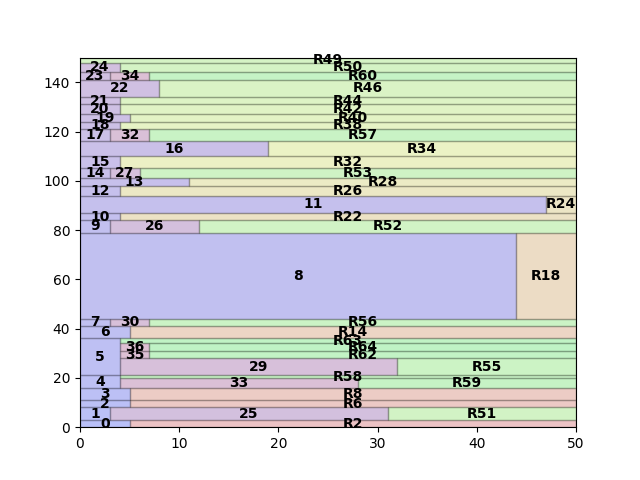 R49
24 R50
140 23 34 R60
22 R46
21 R44
20 R42
19 R40
120 18 R38
17 32 R57
16 R34
15 R32
100 14 27 R53
13 R28
12 R26
11 R24
10 R22
80 9 26 R52
60 8 R18
40 7 30 R56
6 R14
R63
36 R64
5 35 R62
29 R55
20 R58
4 33 R59
3 R8
2 R6
1 25 R51
0 0 R2
0 10 20 30 40 50